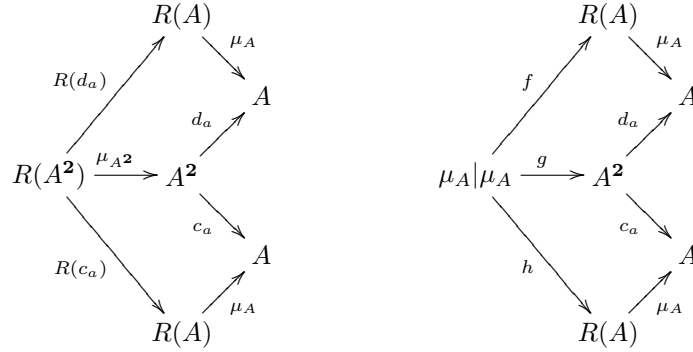 R(A) R(A)
R(d_a) μ_A f μ_A
A A
d_a d_a
R(A^𝟐) μ_{A^𝟐} A^𝟐 μ_A|μ_A g A^𝟐
c_a c_a
R(c_a) A h A
μ_A μ_A
R(A) R(A)